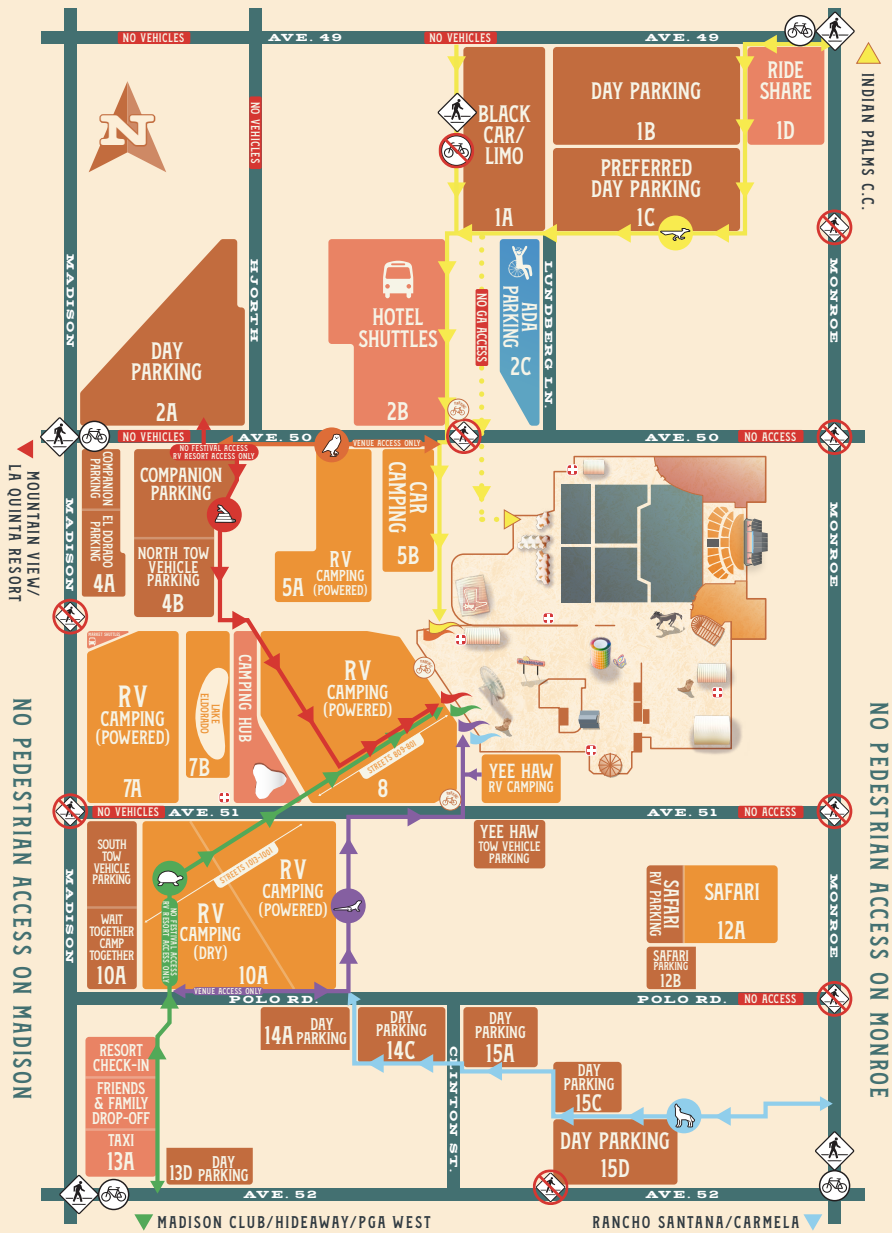 NO VEHICLES
AVE. 49
NO VEHICLES
AVE. 49
N
NO VEHICLES
BLACK
CAR/
LIMO
1A
DAY PARKING
1B
PREFERRED
DAY PARKING
1C
RIDE
SHARE
1D
INDIAN PALMS C.C.
MADISON
HJORTH
MONROE
DAY
PARKING
2A
HOTEL
SHUTTLES
2B
NO GA ACCESS
ADA
PARKING
2C
LUNDBERG LN.
NO VEHICLES
AVE. 50
VENUE ACCESS ONLY
AVE. 50
NO ACCESS
NO FESTIVAL ACCESS
RV RESORT ACCESS ONLY
MOUNTAIN VIEW/
LA QUINTA RESORT
COMPANION
PARKING
EL DORADO
PARKING
4A
COMPANION
PARKING
NORTH TOW
VEHICLE
PARKING
4B
RV
CAMPING
(POWERED)
5A
CAR
CAMPING
5B
MADISON
MONROE
MARKET SHUTTLE
RV
CAMPING
(POWERED)
7A
LAKE
ELDORADO
7B
CAMPING HUB
RV
CAMPING
(POWERED)
STREETS 809-801
8
YEE HAW
RV CAMPING
NO PEDESTRIAN ACCESS ON MADISON
NO PEDESTRIAN ACCESS ON MONROE
NO VEHICLES
AVE. 51
AVE. 51
NO ACCESS
YEE HAW
TOW VEHICLE
PARKING
SOUTH
TOW
VEHICLE
PARKING
WAIT
TOGETHER
CAMP
TOGETHER
10A
STREETS 1013-1001
RV
CAMPING
(POWERED)
RV
CAMPING
(DRY)
10A
NO FESTIVAL ACCESS
RV RESORT ACCESS ONLY
MADISON
MONROE
SAFARI
RV PARKING
SAFARI
12A
SAFARI
PARKING
12B
VENUE ACCESS ONLY
POLO RD.
POLO RD.
NO ACCESS
14A DAY
PARKING
DAY
PARKING
14C
DAY
PARKING
15A
CLINTON ST.
DAY
PARKING
15C
DAY PARKING
15D
RESORT
CHECK-IN
FRIENDS
& FAMILY
DROP-OFF
TAXI
13A
13D DAY
PARKING
AVE. 52
AVE. 52
MADISON CLUB/HIDEAWAY/PGA WEST
RANCHO SANTANA/CARMELA